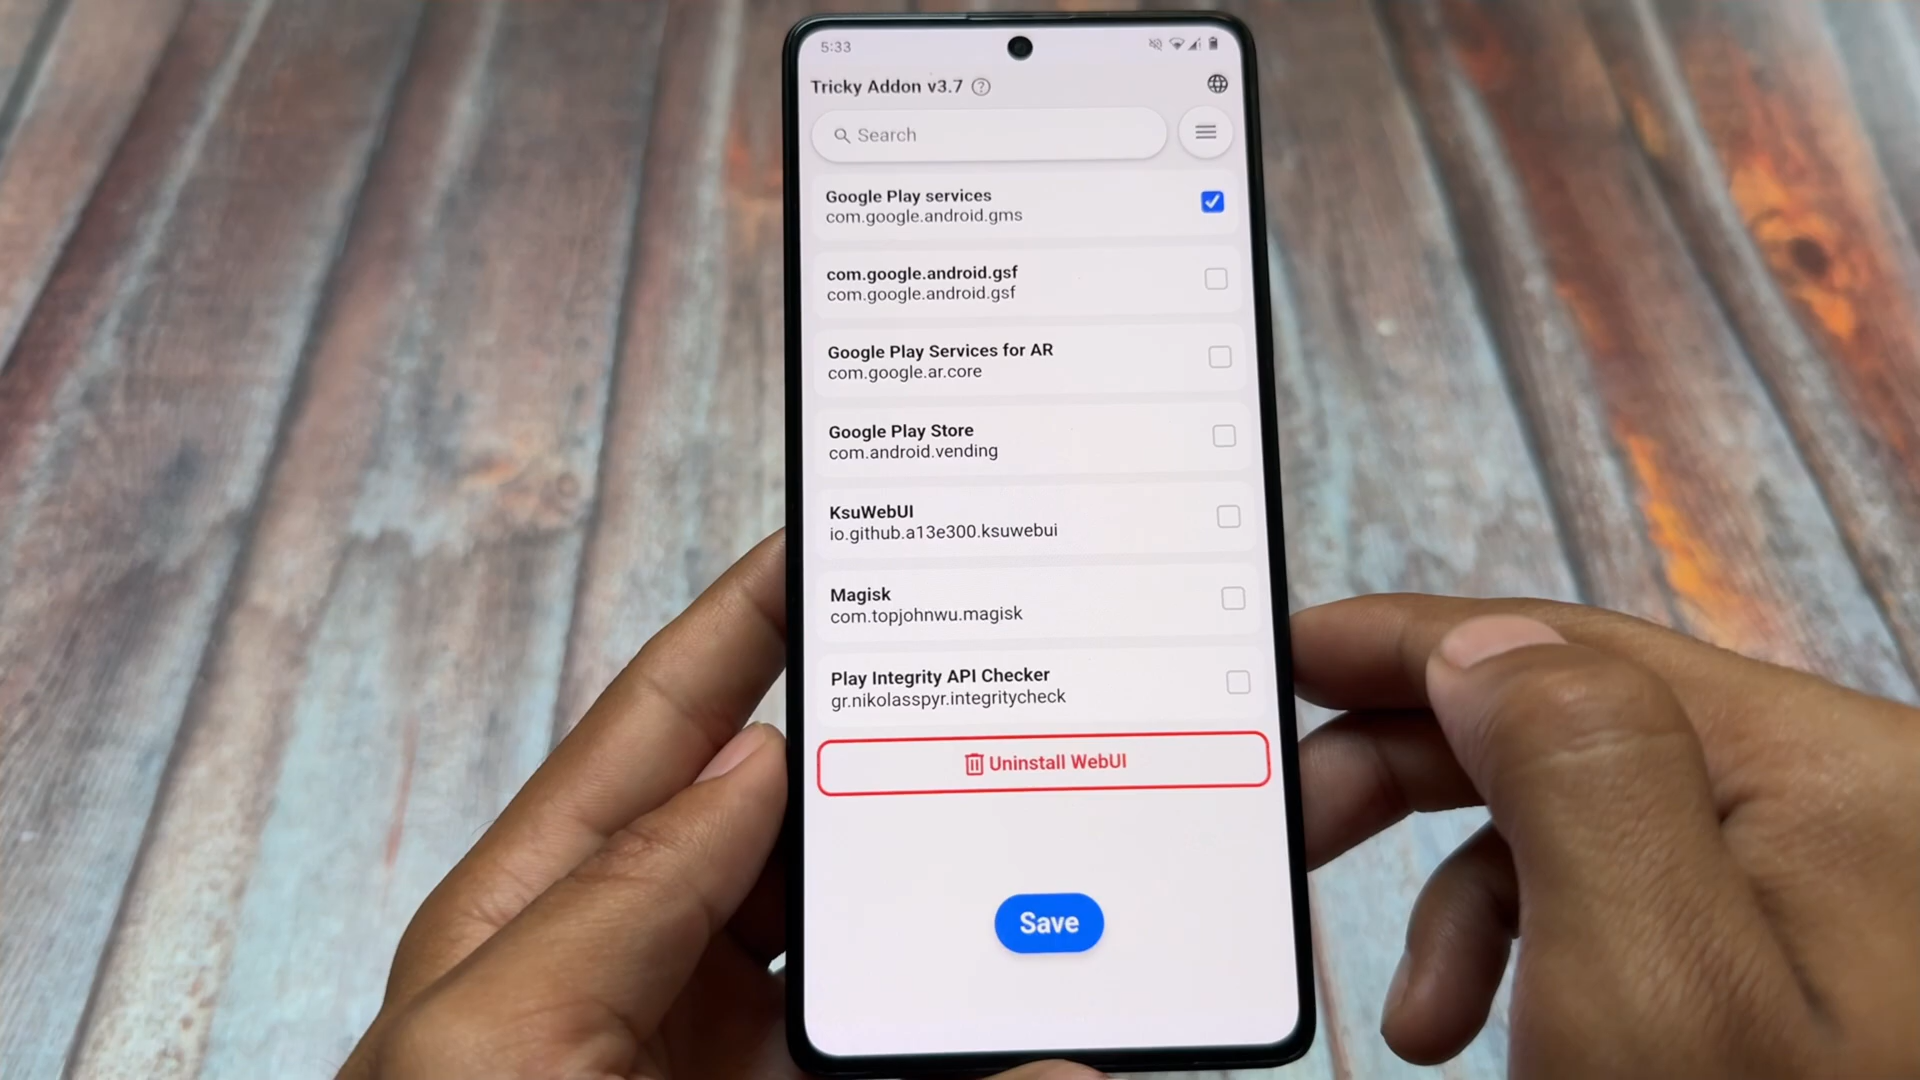 5:33
Tricky Addon v3.7 ?
Search
Google Play services
com.google.android.gms
com.google.android.gsf
com.google.android.gsf
Google Play Services for AR
com.google.ar.core
Google Play Store
com.android.vending
KsuWebUI
io.github.a13e300.ksuwebui
Magisk
com.topjohnwu.magisk
Play Integrity API Checker
gr.nikolasspyr.integritycheck
Uninstall WebUI
Save